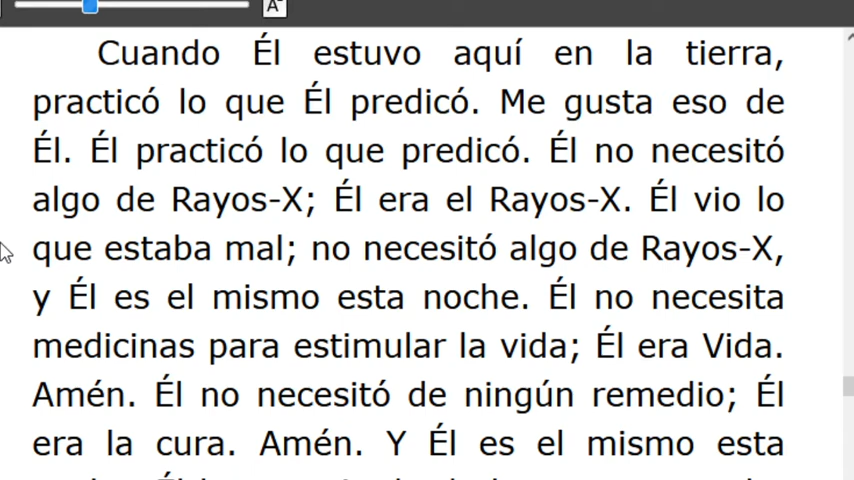 A
Cuando Él estuvo aquí en la tierra,
practicó lo que Él predicó. Me gusta eso de
Él. Él practicó lo que predicó. Él no necesitó
algo de Rayos-X; Él era el Rayos-X. Él vio lo
que estaba mal; no necesitó algo de Rayos-X,
y Él es el mismo esta noche. Él no necesita
medicinas para estimular la vida; Él era Vida.
Amén. Él no necesitó de ningún remedio; Él
era la cura. Amén. Y Él es el mismo esta